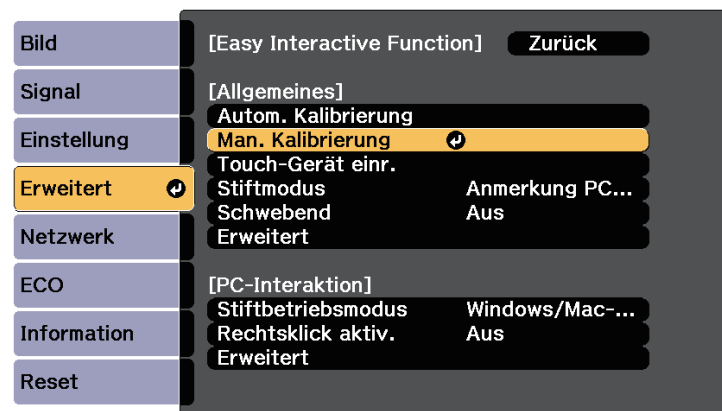 Bild
Signal
Einstellung
Erweitert
Netzwerk
ECO
Information
Reset
[Easy Interactive Function] Zurück
[Allgemeines]
Autom. Kalibrierung
Man. Kalibrierung
Touch-Gerät einr.
Stiftmodus Anmerkung PC...
Schwebend Aus
Erweitert
[PC-Interaktion]
Stiftbetriebsmodus Windows/Mac-...
Rechtsklick aktiv. Aus
Erweitert